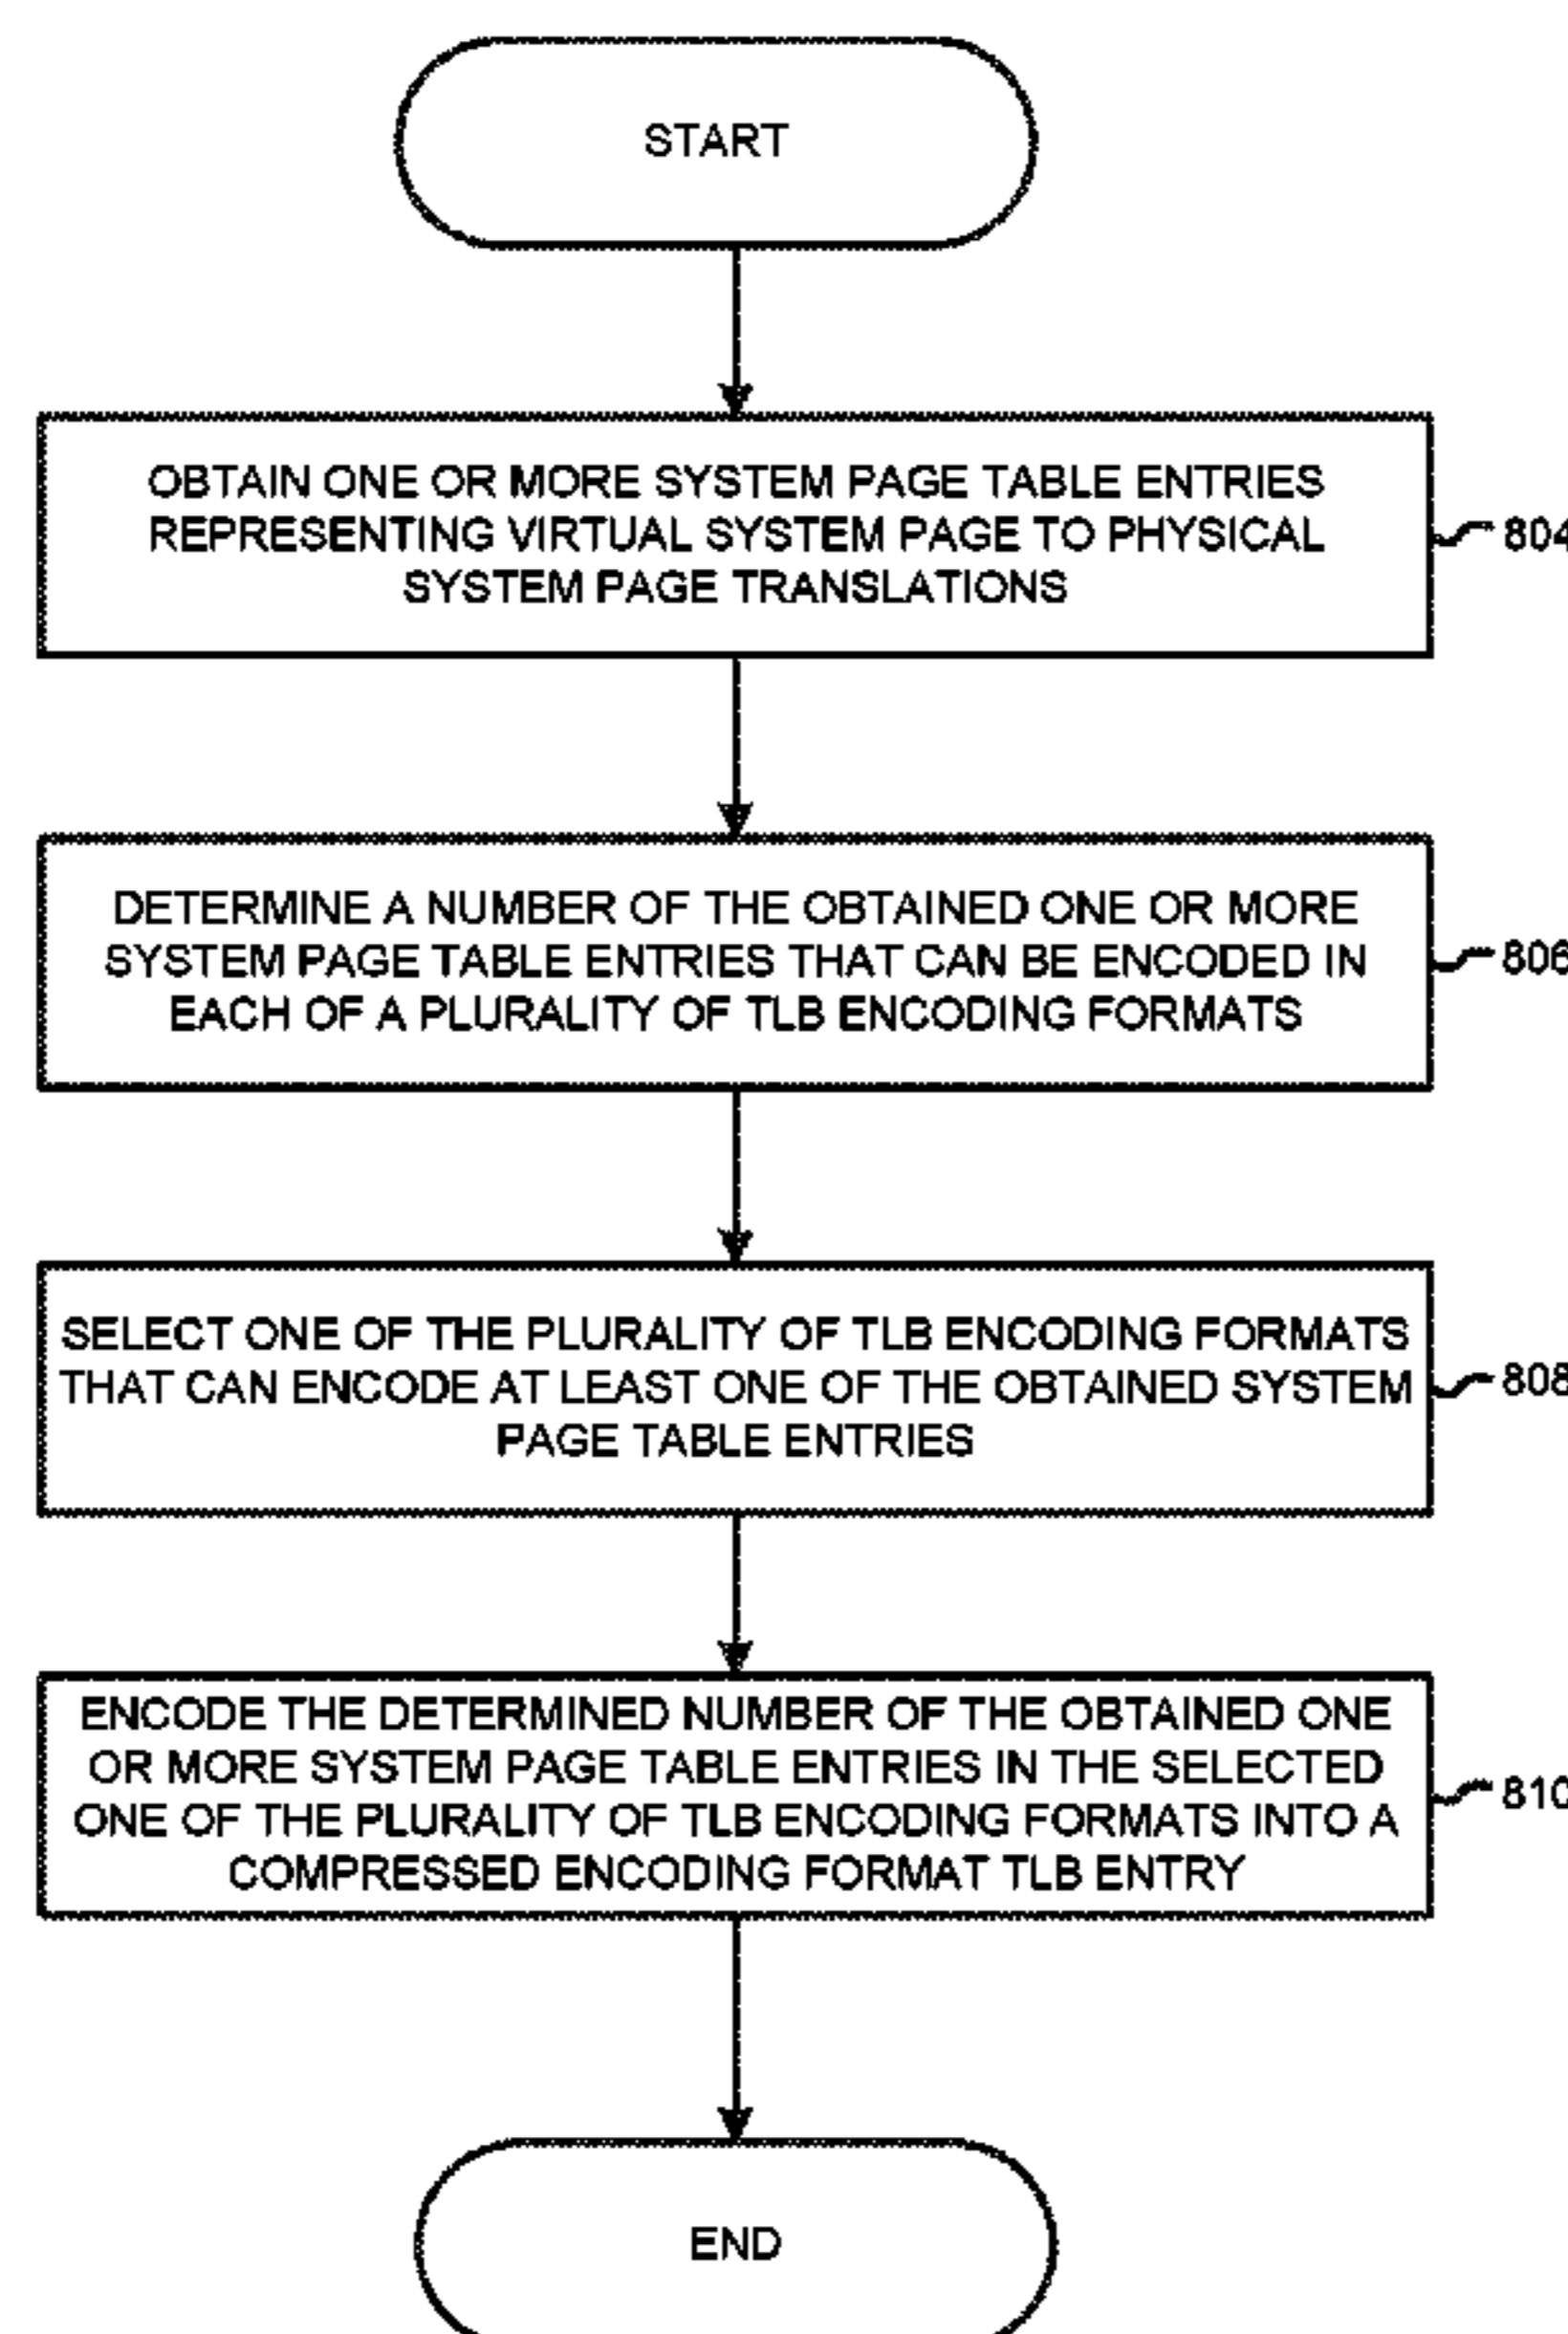 START
OBTAIN ONE OR MORE SYSTEM PAGE TABLE ENTRIES
REPRESENTING VIRTUAL SYSTEM PAGE TO PHYSICAL
SYSTEM PAGE TRANSLATIONS
804
DETERMINE A NUMBER OF THE OBTAINED ONE OR MORE
SYSTEM PAGE TABLE ENTRIES THAT CAN BE ENCODED IN
EACH OF A PLURALITY OF TLB ENCODING FORMATS
806
SELECT ONE OF THE PLURALITY OF TLB ENCODING FORMATS
THAT CAN ENCODE AT LEAST ONE OF THE OBTAINED SYSTEM
PAGE TABLE ENTRIES
808
ENCODE THE DETERMINED NUMBER OF THE OBTAINED ONE
OR MORE SYSTEM PAGE TABLE ENTRIES IN THE SELECTED
ONE OF THE PLURALITY OF TLB ENCODING FORMATS INTO A
COMPRESSED ENCODING FORMAT TLB ENTRY
810
END